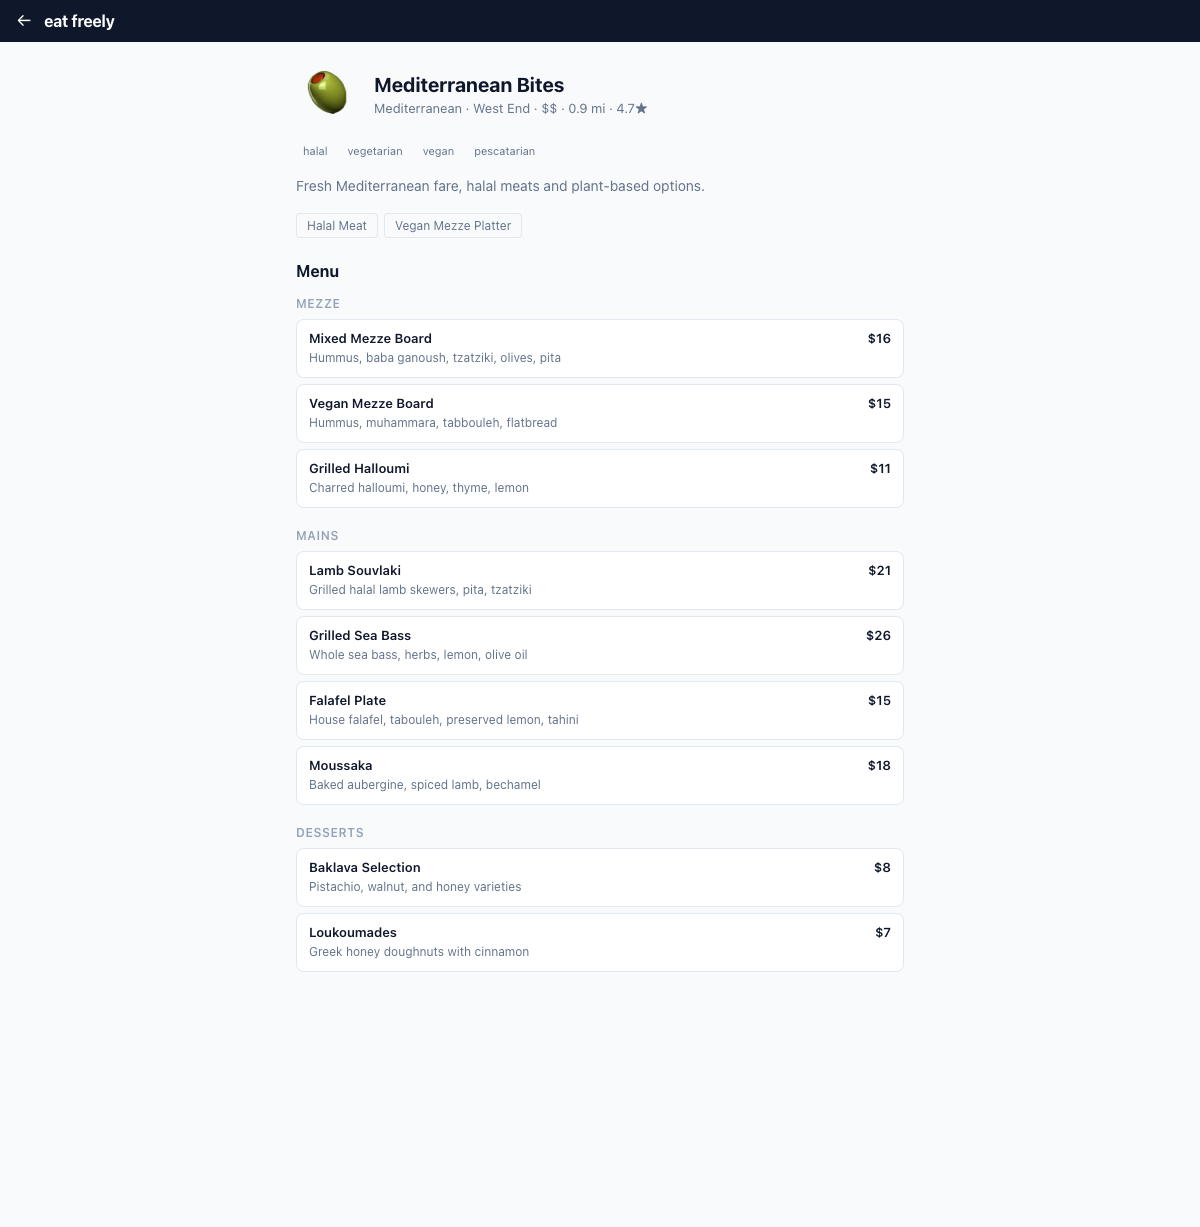 eat freely
Mediterranean Bites
Mediterranean · West End · $$ · 0.9 mi · 4.7★
halal vegetarian vegan pescatarian
Fresh Mediterranean fare, halal meats and plant-based options.
Halal Meat Vegan Mezze Platter
Menu
MEZZE
Mixed Mezze Board $16
Hummus, baba ganoush, tzatziki, olives, pita
Vegan Mezze Board $15
Hummus, muhammara, tabbouleh, flatbread
Grilled Halloumi $11
Charred halloumi, honey, thyme, lemon
MAINS
Lamb Souvlaki $21
Grilled halal lamb skewers, pita, tzatziki
Grilled Sea Bass $26
Whole sea bass, herbs, lemon, olive oil
Falafel Plate $15
House falafel, tabouleh, preserved lemon, tahini
Moussaka $18
Baked aubergine, spiced lamb, bechamel
DESSERTS
Baklava Selection $8
Pistachio, walnut, and honey varieties
Loukoumades $7
Greek honey doughnuts with cinnamon